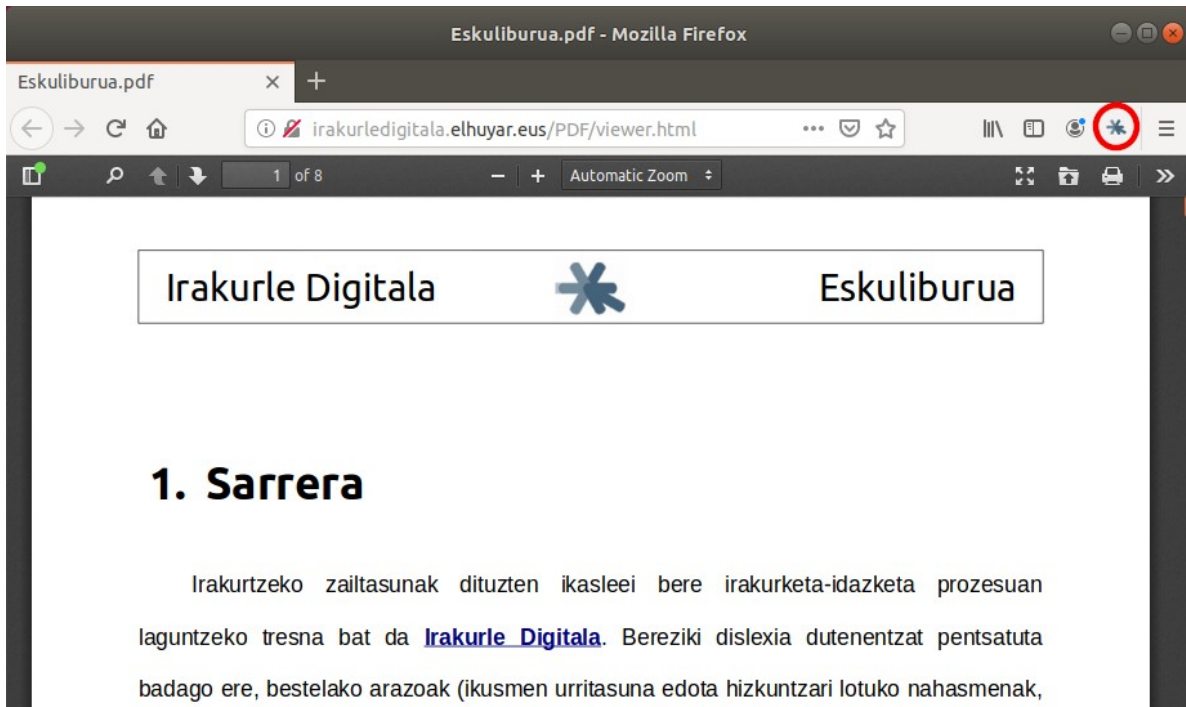 Eskuliburua.pdf - Mozilla Firefox
Eskuliburua.pdf
irakurledigitala.elhuyar.eus/PDF/viewer.html
1 of 8
Automatic Zoom
Irakurle Digitala Eskuliburua
1. Sarrera
Irakurtzeko zailtasunak dituzten ikasleei bere irakurketa-idazketa prozesuan
laguntzeko tresna bat da Irakurle Digitala. Bereziki dislexia dutenentzat pentsatuta
badago ere, bestelako arazoak (ikusmen urritasuna edota hizkuntzari lotuko nahasmenak,